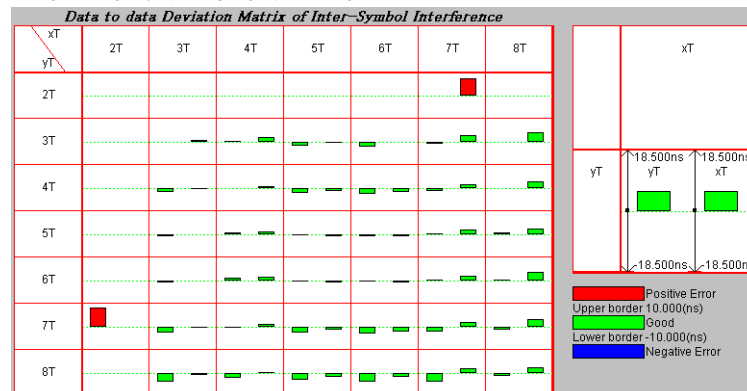 Data to data Deviation Matrix of Inter-Symbol Interference
xT
yT
2T 3T 4T 5T 6T 7T 8T
2T
3T
4T
5T
6T
7T
8T
xT
yT
18.500ns 18.500ns
yT xT
-18.500ns -18.500ns
Positive Error
Upper border 10.000(ns)
Good
Lower border -10.000(ns)
Negative Error